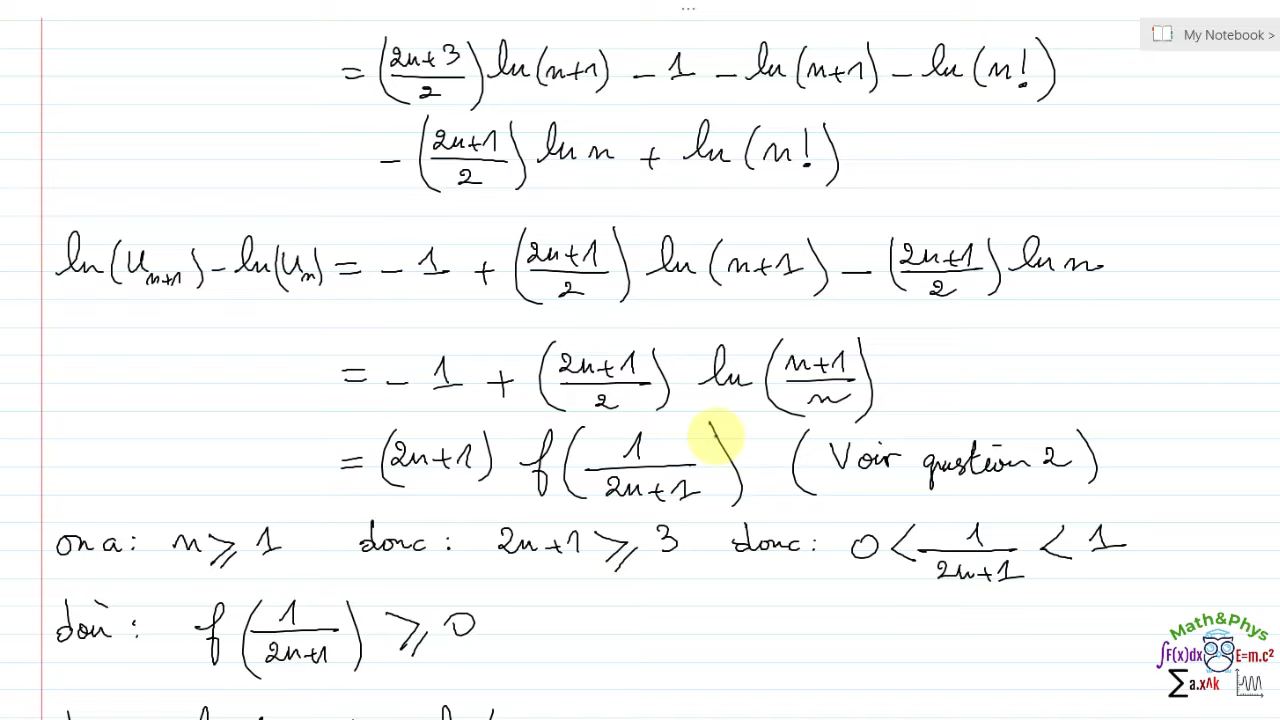 ...
My Notebook >
= (2n+3/2) ln(n+1) - 1 - ln(n+1) - ln(n!)
- (2n+1/2) ln n + ln(n!)
ln(U_{n+1}) - ln(U_n) = - 1 + (2n+1/2) ln(n+1) - (2n+1/2) ln n
= - 1 + (2n+1/2) ln(n+1/n)
= (2n+1) f(1/2n+1) (Voir question 2)
on a : n ⩾ 1 donc : 2n+1 ⩾ 3 donc : 0 < 1/2n+1 < 1
doù : f(1/2n+1) ⩾ 0
Math&Phys
∫F(x)dx E=m.c²
∑ a.x∧k